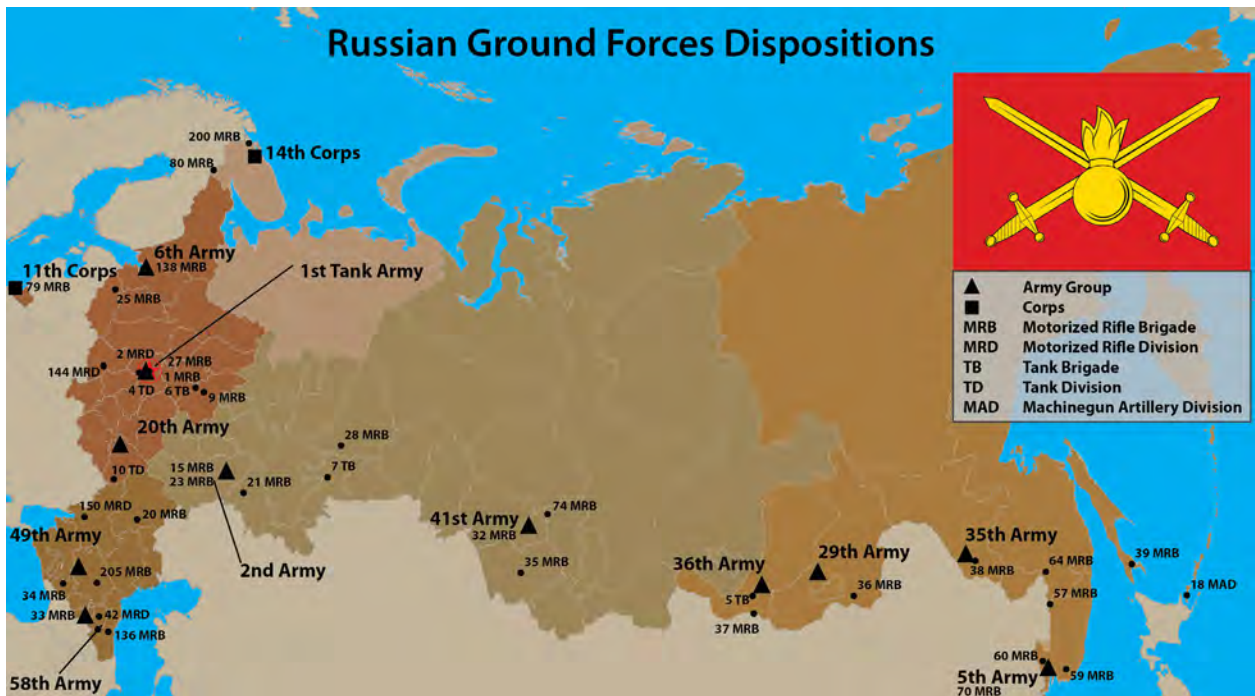 Russian Ground Forces Dispositions
200 MRB
14th Corps
80 MRB
6th Army
138 MRB
1st Tank Army
11th Corps
79 MRB
25 MRB
2 MRD
27 MRB
144 MRD
1 MRB
4 TD
6 TB
9 MRB
20th Army
28 MRB
10 TD
15 MRB
23 MRB
21 MRB
7 TB
150 MRD
20 MRB
49th Army
2nd Army
205 MRB
34 MRB
33 MRB
42 MRD
136 MRB
58th Army
41st Army
74 MRB
32 MRB
35 MRB
36th Army
29th Army
5 TB
36 MRB
37 MRB
35th Army
38 MRB
64 MRB
39 MRB
57 MRB
18 MAD
60 MRB
5th Army
59 MRB
70 MRB
Army Group
Corps
MRB Motorized Rifle Brigade
MRD Motorized Rifle Division
TB Tank Brigade
TD Tank Division
MAD Machinegun Artillery Division